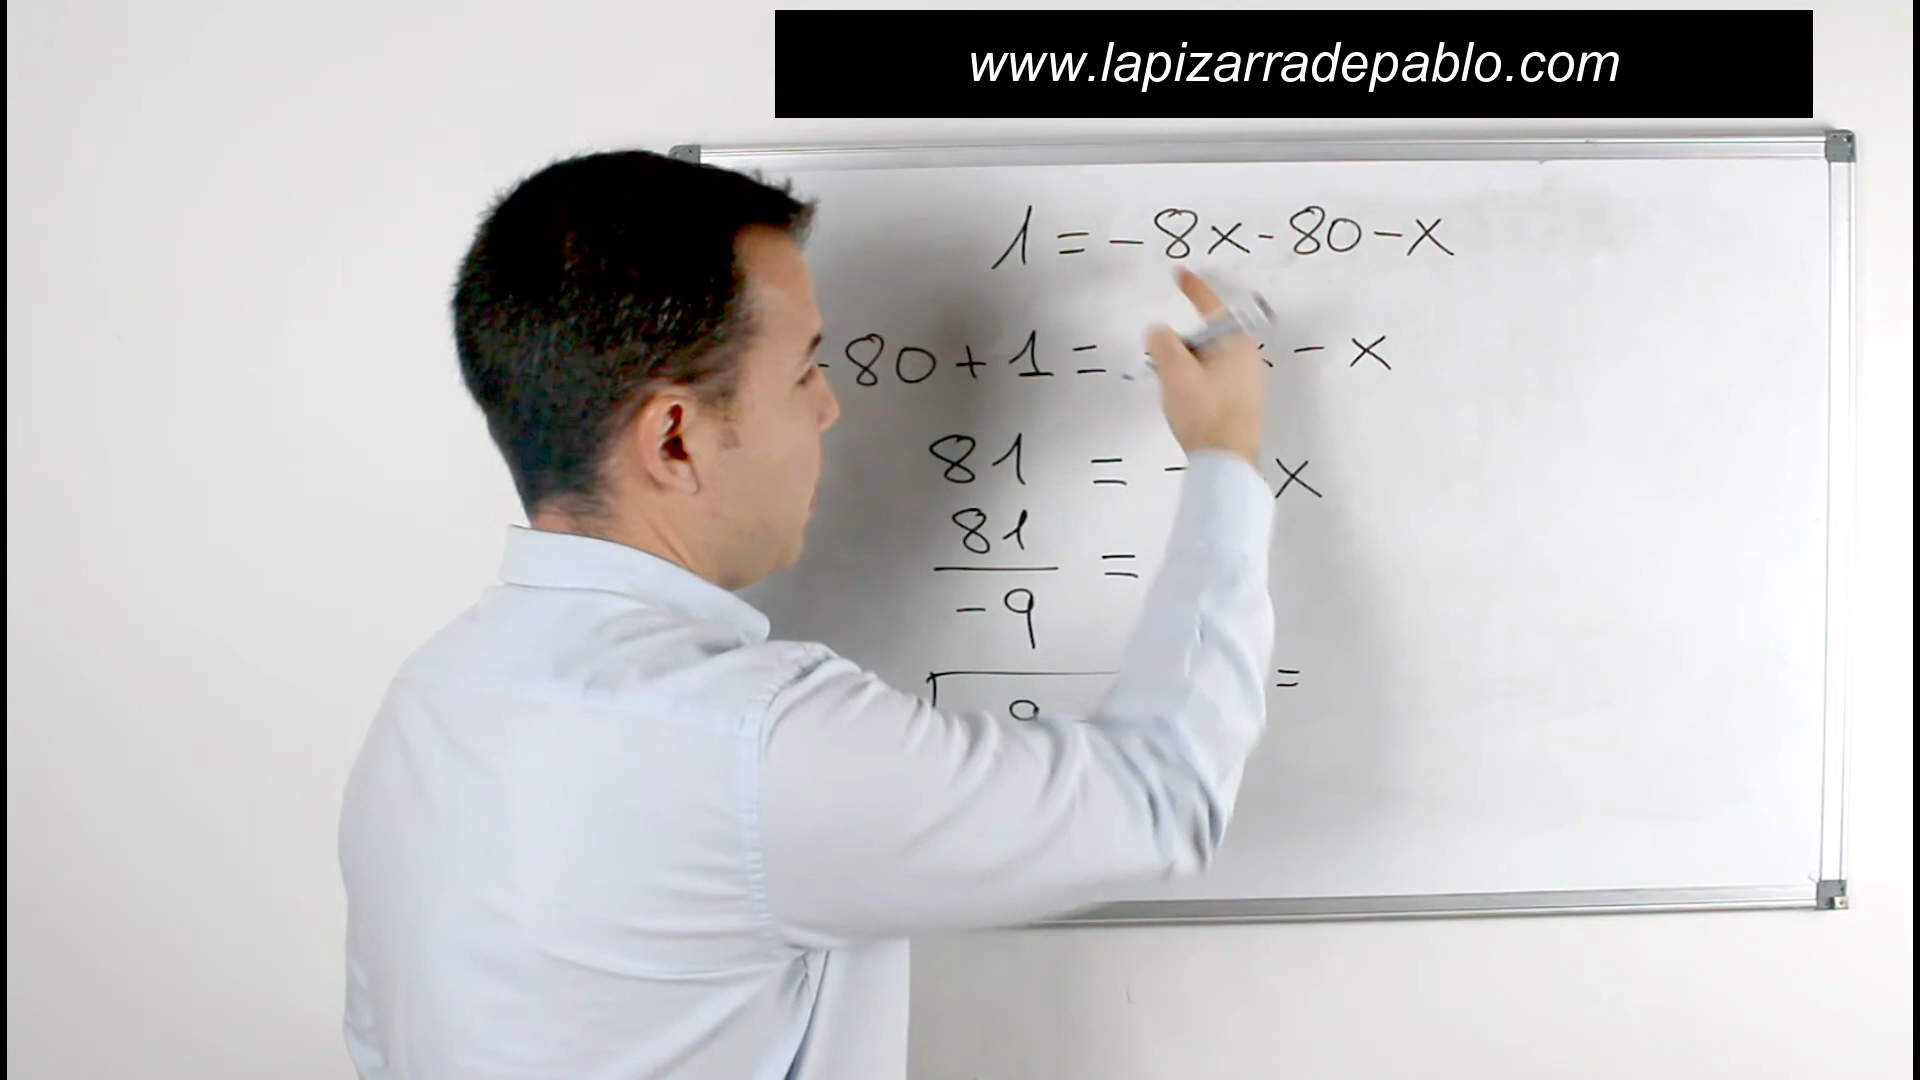 www.lapizarradepablo.com
1 = -8x - 80 - x
80 + 1 = - x
81 = - x
81
=
-9
=